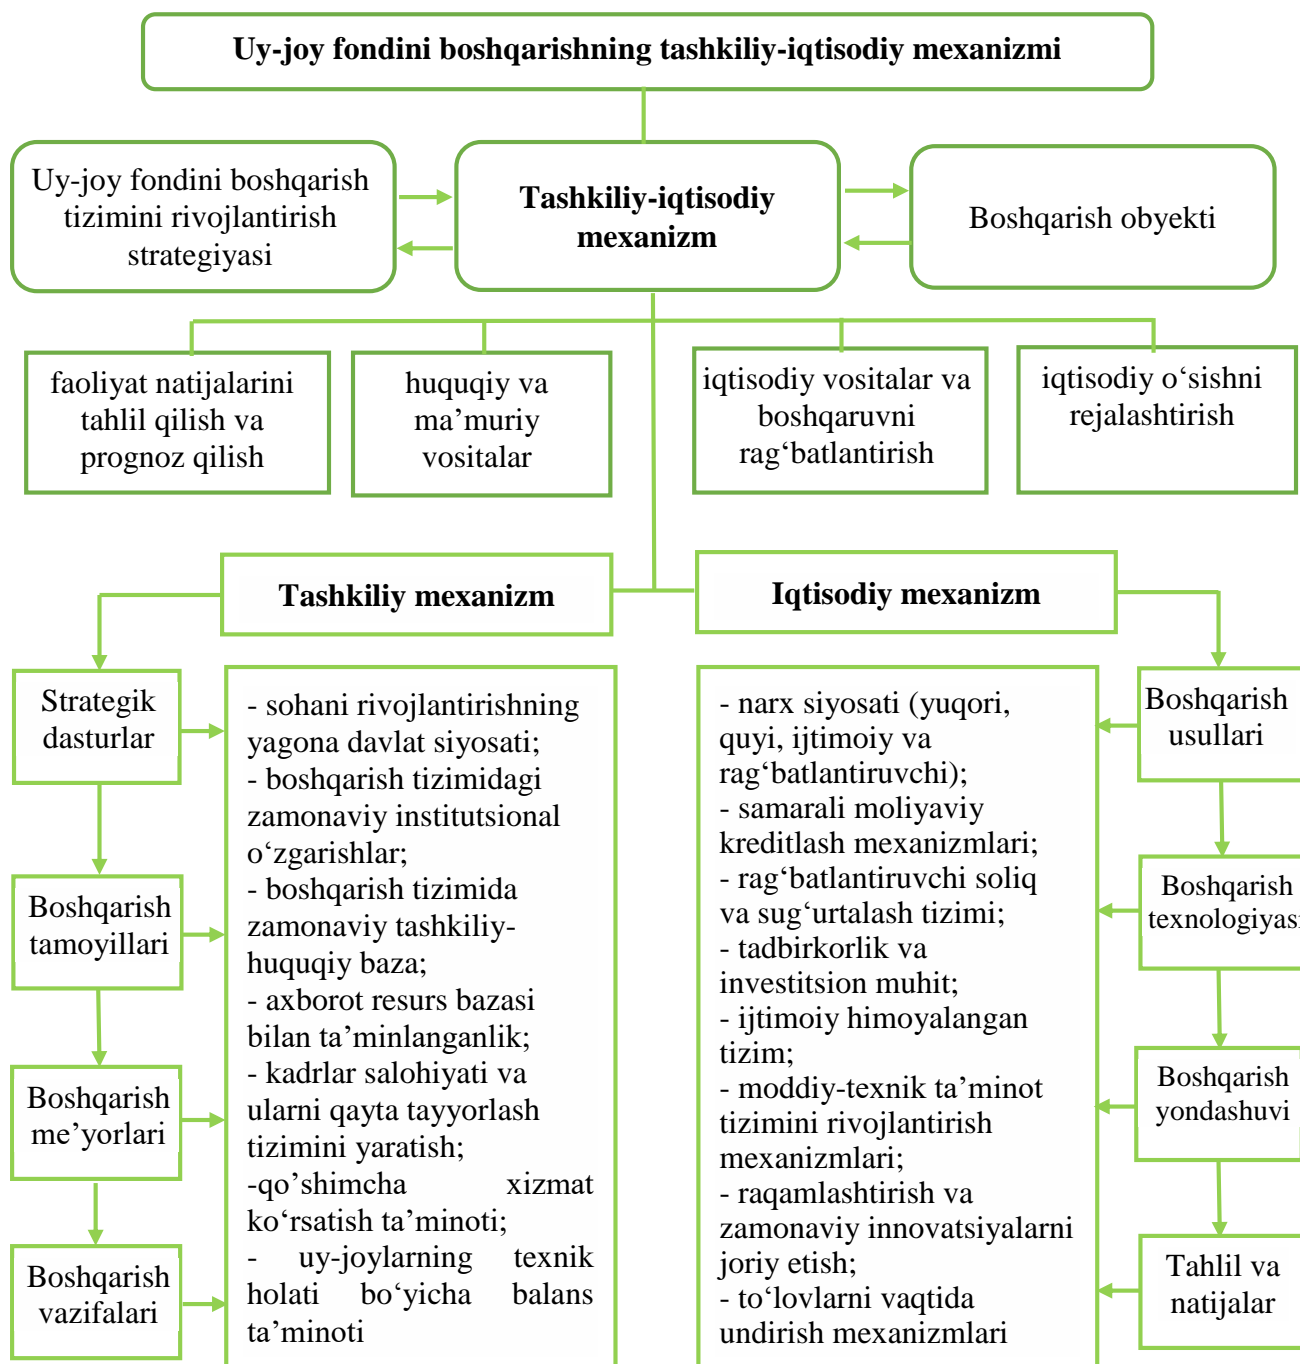 Uy-joy fondini boshqarishning tashkiliy-iqtisodiy mexanizmi
Uy-joy fondini boshqarish
tizimini rivojlantirish
strategiyasi
Tashkiliy-iqtisodiy
mexanizm
Boshqarish obyekti
faoliyat natijalarini
tahlil qilish va
prognoz qilish
huquqiy va
ma’muriy
vositalar
iqtisodiy vositalar va
boshqaruvni
rag‘batlantirish
iqtisodiy o‘sishni
rejalashtirish
Tashkiliy mexanizm
Iqtisodiy mexanizm
Strategik
dasturlar
Boshqarish
tamoyillari
Boshqarish
me’yorlari
Boshqarish
vazifalari
- sohani rivojlantirishning
yagona davlat siyosati;
- boshqarish tizimidagi
zamonaviy institutsional
o‘zgarishlar;
- boshqarish tizimida
zamonaviy tashkiliy-
huquqiy baza;
- axborot resurs bazasi
bilan ta’minlanganlik;
- kadrlar salohiyati va
ularni qayta tayyorlash
tizimini yaratish;
-qo’shimcha xizmat
ko‘rsatish ta’minoti;
- uy-joylarning texnik
holati bo‘yicha balans
ta’minoti
- narx siyosati (yuqori,
quyi, ijtimoiy va
rag‘batlantiruvchi);
- samarali moliyaviy
kreditlash mexanizmlari;
- rag‘batlantiruvchi soliq
va sug‘urtalash tizimi;
- tadbirkorlik va
investitsion muhit;
- ijtimoiy himoyalangan
tizim;
- moddiy-texnik ta’minot
tizimini rivojlantirish
mexanizmlari;
- raqamlashtirish va
zamonaviy innovatsiyalarni
joriy etish;
- to‘lovlarni vaqtida
undirish mexanizmlari
Boshqarish
usullari
Boshqarish
texnologiyasi
Boshqarish
yondashuvi
Tahlil va
natijalar